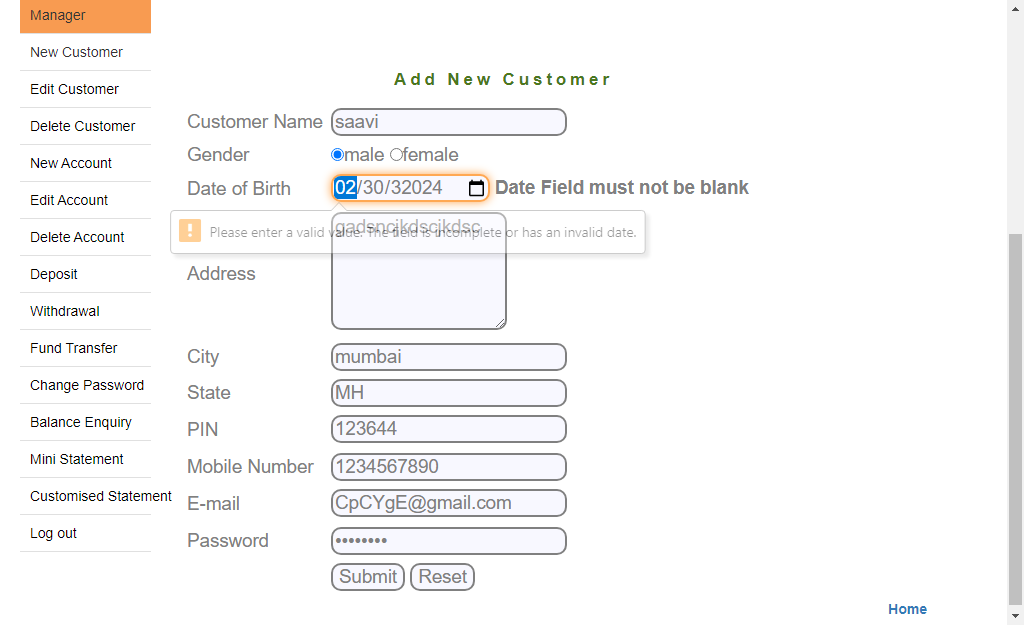 Manager
New Customer
Edit Customer
Delete Customer
New Account
Edit Account
Delete Account
Deposit
Withdrawal
Fund Transfer
Change Password
Balance Enquiry
Mini Statement
Customised Statement
Log out
Add New Customer
Customer Name saavi
Gender male female
Date of Birth 02/30/32024 Date Field must not be blank
Please enter a valid value. The field is incomplete or has an invalid date.
Address
City mumbai
State MH
PIN 123644
Mobile Number 1234567890
E-mail CpCYgE@gmail.com
Password ••••••••
Submit Reset
Home